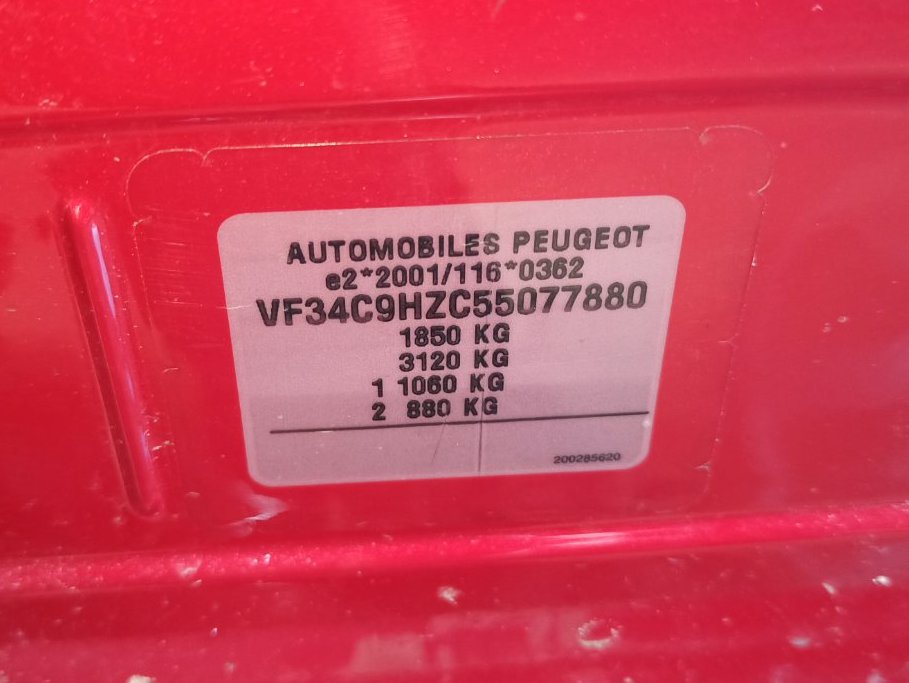 AUTOMOBILES PEUGEOT
e2*2001/116*0362
VF34C9HZC55077880
1850 KG
3120 KG
1 1060 KG
2 880 KG
200285620